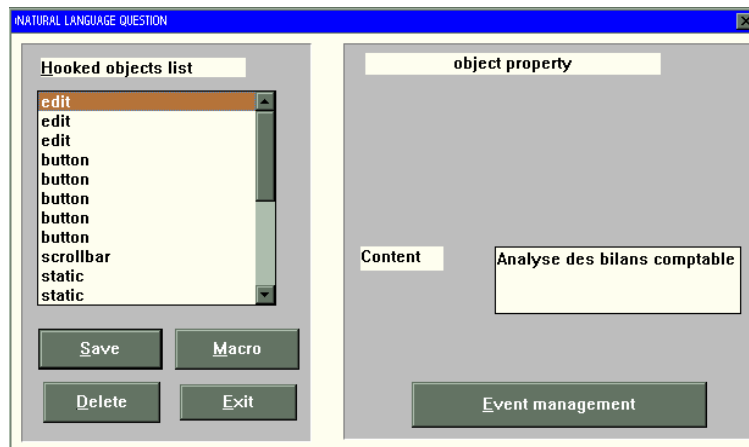 NATURAL LANGUAGE QUESTION
Hooked objects list
edit
edit
edit
button
button
button
button
button
scrollbar
static
static
Save
Macro
Delete
Exit
object property
Content
Analyse des bilans comptable
Event management